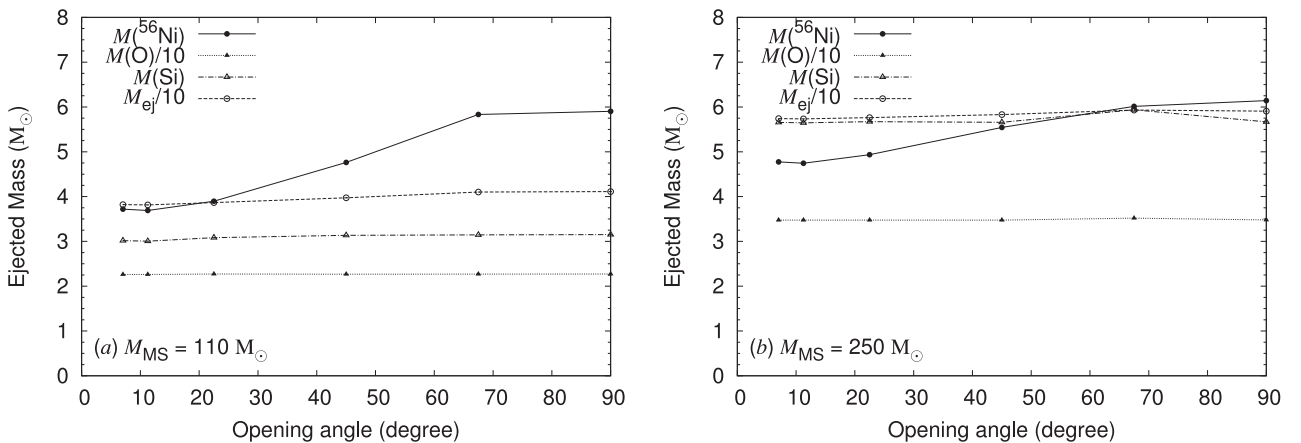 8
7
6
5
4
3
2
1
0
Ejected Mass (M☉)
M(⁵⁶Ni)
M(O)/10
M(Si)
Mej/10
(a) MMS = 110 M☉
0 10 20 30 40 50 60 70 80 90
Opening angle (degree)
8
7
6
5
4
3
2
1
0
Ejected Mass (M☉)
M(⁵⁶Ni)
M(O)/10
M(Si)
Mej/10
(b) MMS = 250 M☉
0 10 20 30 40 50 60 70 80 90
Opening angle (degree)